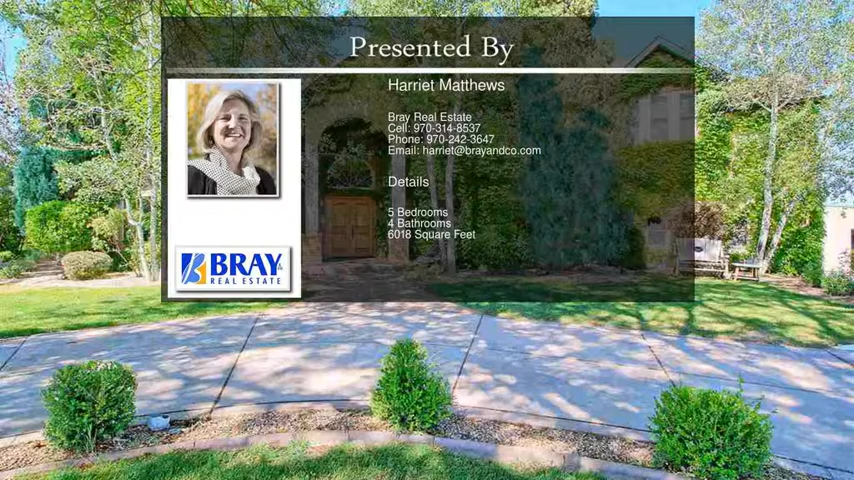 Presented By
Harriet Matthews
Bray Real Estate
Cell: 970-314-8537
Phone: 970-242-3647
Email: harriet@brayandco.com
Details
5 Bedrooms
4 Bathrooms
6018 Square Feet
BRAY
REAL ESTATE